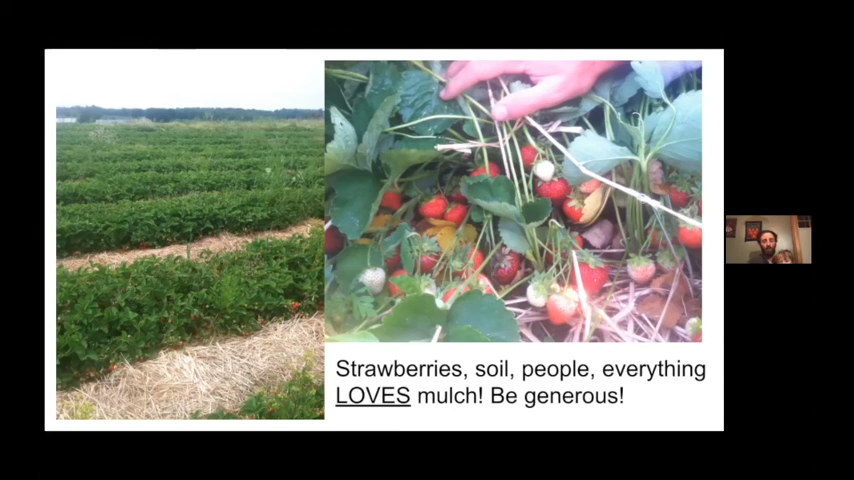 Strawberries, soil, people, everything
LOVES mulch! Be generous!